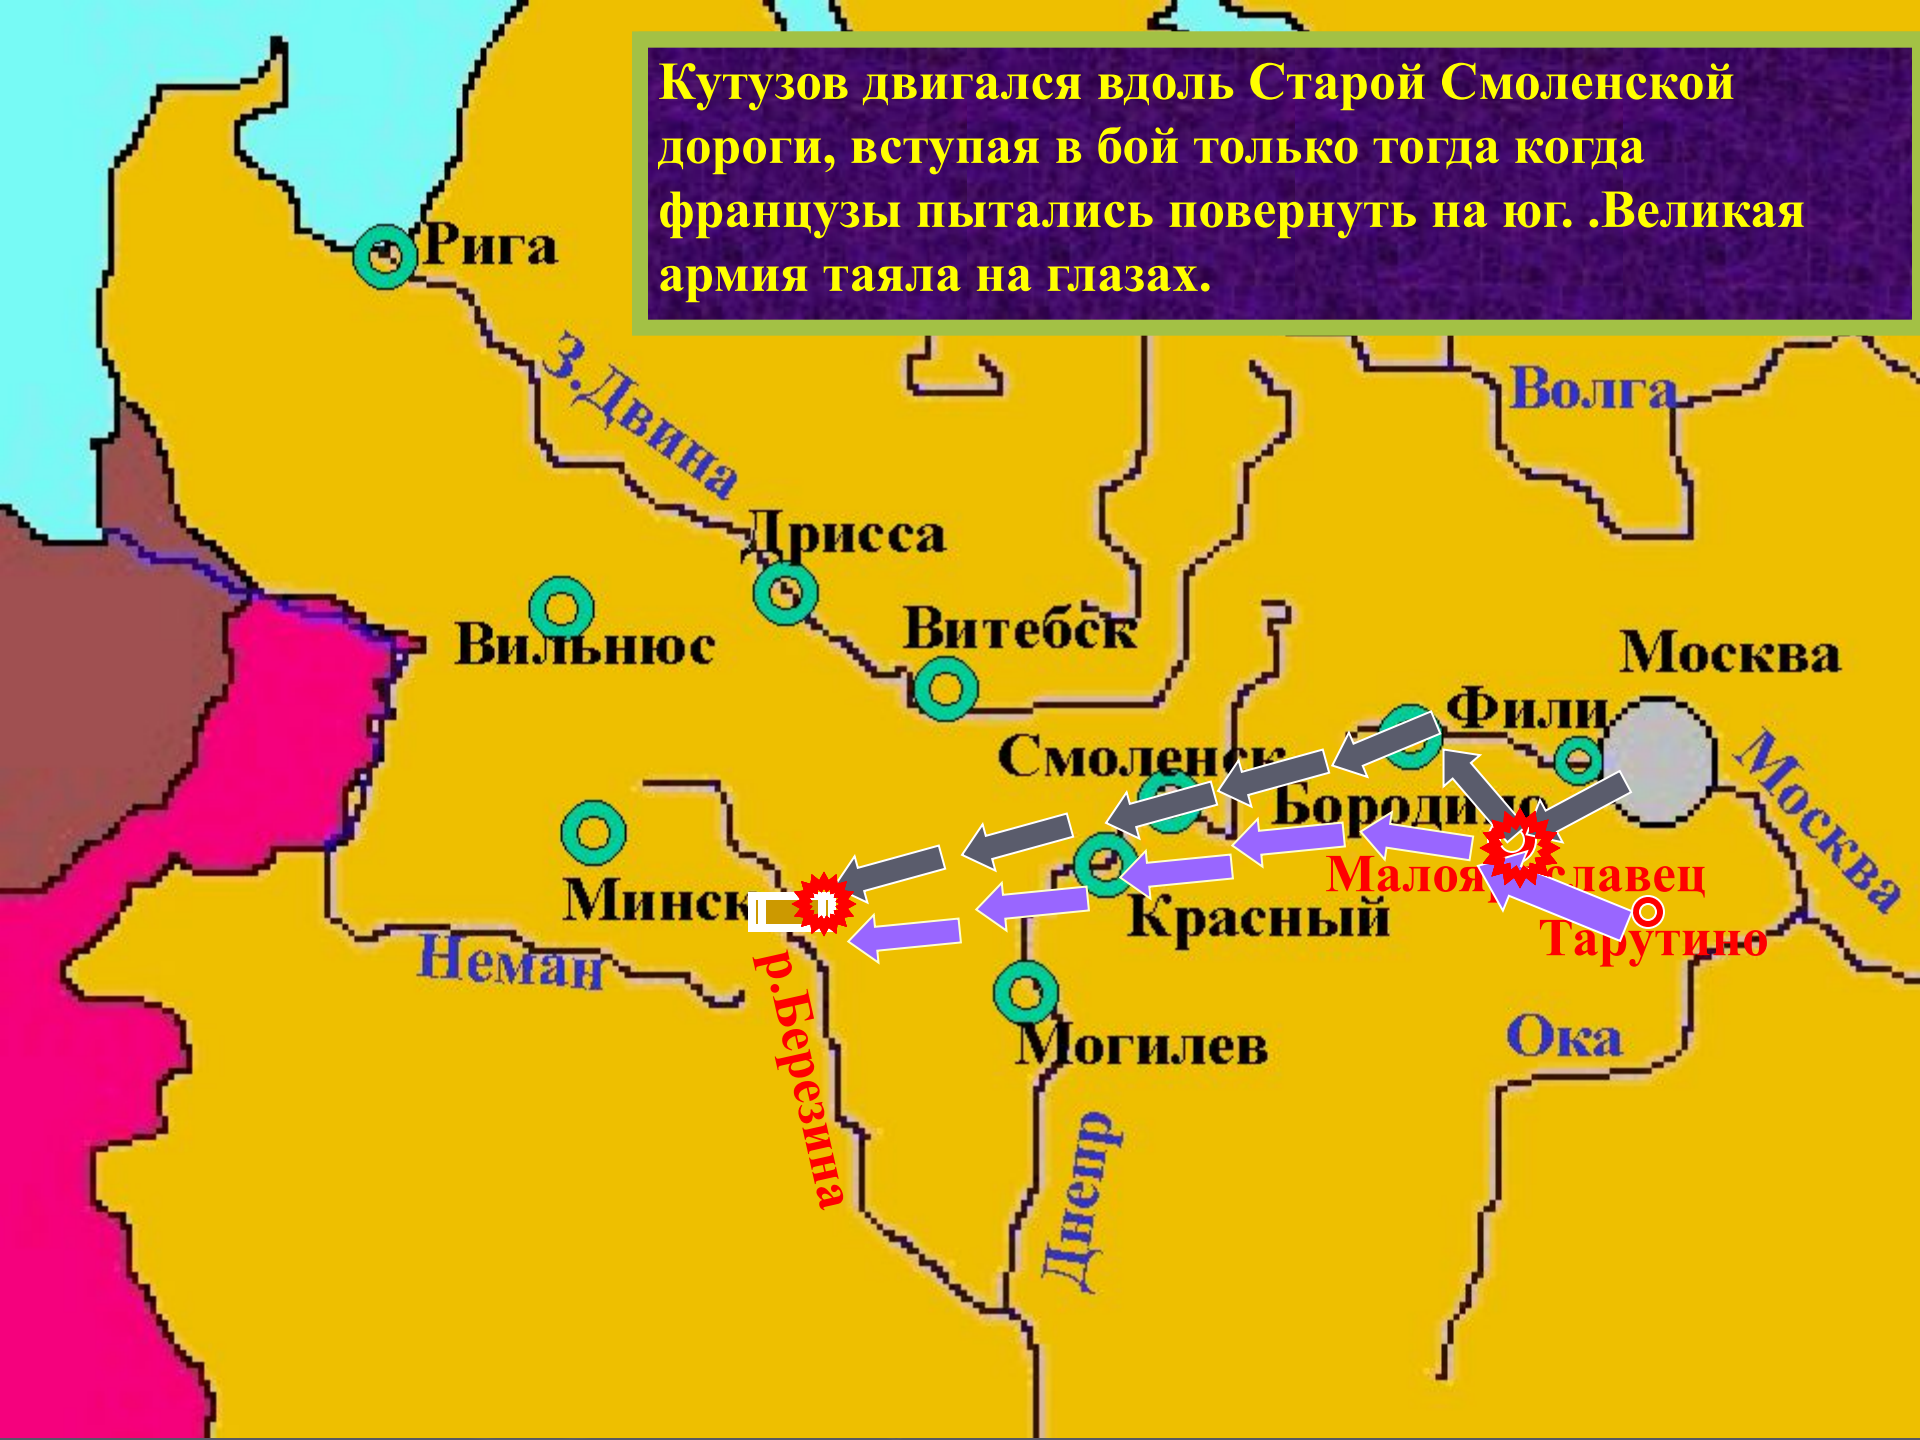 Кутузов двигался вдоль Старой Смоленской
дороги, вступая в бой только тогда когда
французы пытались повернуть на юг. .Великая
армия таяла на глазах.
Рига
З.Двина
Волга
Дрисса
Вильнюс
Витебск
Москва
Фили
Смоленск
Москва
Бородино
Малоярославец
Минск
Красный
Тарутино
Неман
р.Березина
Могилев
Ока
Днепр